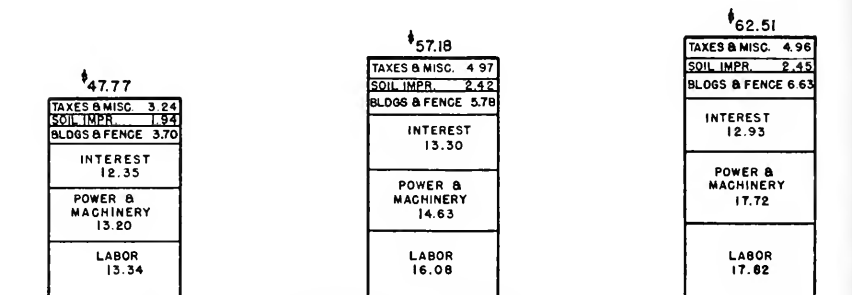 $47.77
TAXES & MISC. 3.24
SOIL IMPR. 1.94
BLDGS & FENCE 3.70
INTEREST
12.35
POWER &
MACHINERY
13.20
LABOR
13.34
$57.18
TAXES & MISC. 4 97
SOIL IMPR. 2.42
BLDGS & FENCE 5.78
INTEREST
13.30
POWER &
MACHINERY
14.63
LABOR
16.08
$62.51
TAXES & MISC. 4.96
SOIL IMPR. 2.45
BLDGS & FENCE 6.63
INTEREST
12.93
POWER &
MACHINERY
17.72
LABOR
17.82